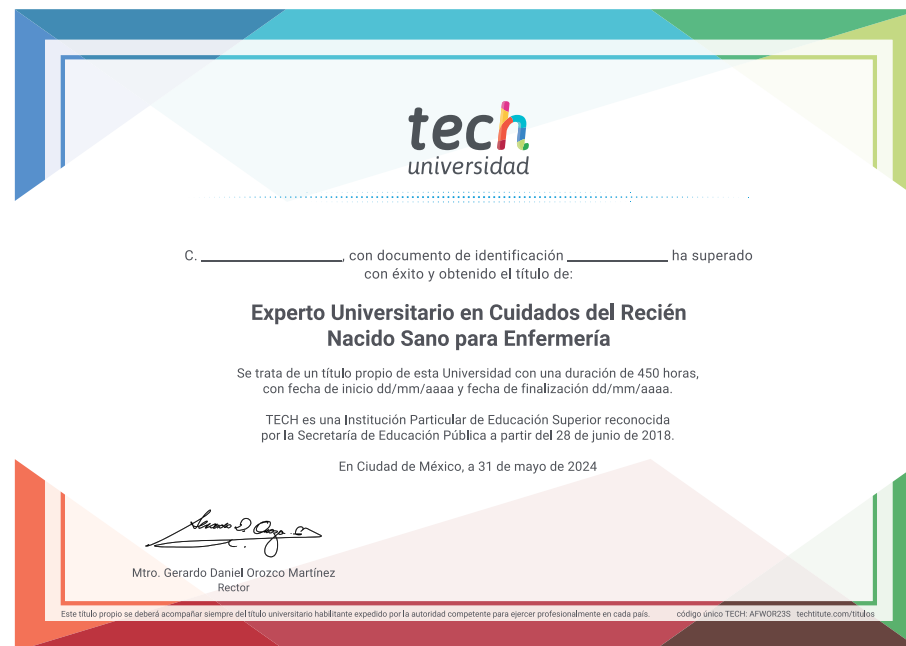 tech
universidad
C. ____________, con documento de identificación ____________ ha superado
con éxito y obtenido el título de:
Experto Universitario en Cuidados del Recién
Nacido Sano para Enfermería
Se trata de un título propio de esta Universidad con una duración de 450 horas,
con fecha de inicio dd/mm/aaaa y fecha de finalización dd/mm/aaaa.
TECH es una Institución Particular de Educación Superior reconocida
por la Secretaría de Educación Pública a partir del 28 de junio de 2018.
En Ciudad de México, a 31 de mayo de 2024
Mtro. Gerardo Daniel Orozco Martínez
Rector
Este título propio se deberá acompañar siempre del título universitario habilitante expedido por la autoridad competente para ejercer profesionalmente en cada país. código único TECH: AFWOR23S techtitute.com/titulos